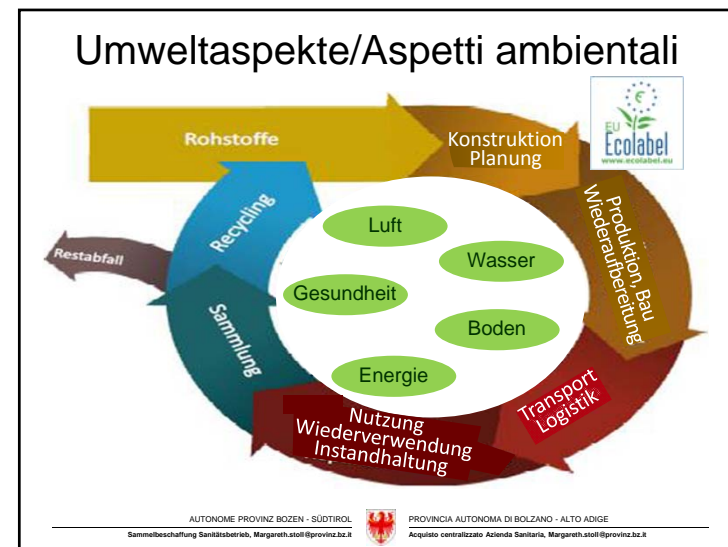 Umweltaspekte/Aspetti ambientali
Rohstoffe
Konstruktion
Planung
EU
Ecolabel
www.ecolabel.eu
Produktion, Bau
Wiederaufbereitung
Transport
Logistik
Nutzung
Wiederverwendung
Instandhaltung
Sammlung
Recycling
Restabfall
Luft
Wasser
Gesundheit
Boden
Energie
AUTONOME PROVINZ BOZEN - SÜDTIROL
PROVINCIA AUTONOMA DI BOLZANO - ALTO ADIGE
Sammelbeschaffung Sanitätsbetrieb, Margareth.stoll@provinz.bz.it
Acquisto centralizzato Azienda Sanitaria, Margareth.stoll@provinz.bz.it